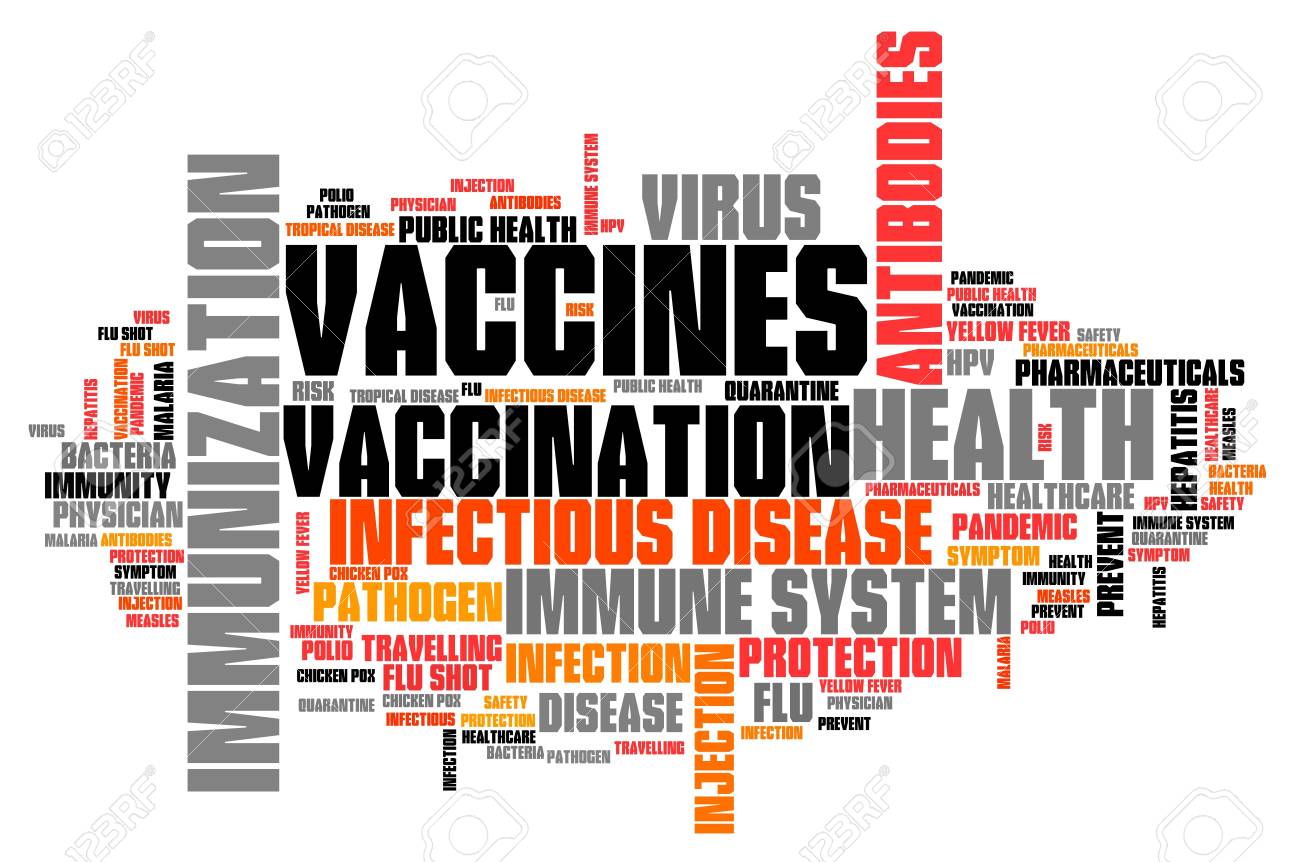 ANTIBODIES
IMMUNIZATION
POLIO
PATHOGEN
TROPICAL DISEASE
PHYSICIAN
INJECTION
ANTIBODIES
PUBLIC HEALTH
IMMUNE SYSTEM
HPV
VIRUS
VACCINES
FLU
RISK
PANDEMIC
PUBLIC HEALTH
VACCINATION
YELLOW FEVER
SAFETY
PHARMACEUTICALS
HPV
PHARMACEUTICALS
VIRUS
FLU SHOT
FLU SHOT
HEPATITIS
VACCINATION
PANDEMIC
MALARIA
RISK
TROPICAL DISEASE
FLU
INFECTIOUS DISEASE
PUBLIC HEALTH
QUARANTINE
VACCINATION
HEALTH
RISK
HEPATITIS
HEALTHCARE
MEASLES
VIRUS
BACTERIA
IMMUNITY
PHYSICIAN
MALARIA
ANTIBODIES
PROTECTION
SYMPTOM
TRAVELLING
INJECTION
MEASLES
BACTERIA
HEALTH
HPV
SAFETY
PHARMACEUTICALS
HEALTHCARE
INFECTIOUS DISEASE
PANDEMIC
PREVENT
IMMUNE SYSTEM
QUARANTINE
SYMPTOM
YELLOW FEVER
CHICKEN POX
SYMPTOM
HEALTH
IMMUNITY
MEASLES
PREVENT
POLIO
HEPATITIS
PATHOGEN
IMMUNE SYSTEM
IMMUNITY
POLIO
TRAVELLING
INFECTION
INJECTION
PROTECTION
MALARIA
CHICKEN POX
FLU SHOT
YELLOW FEVER
QUARANTINE
CHICKEN POX
SAFETY
DISEASE
FLU
PHYSICIAN
INFECTIOUS
PROTECTION
PREVENT
INFECTION
INFECTION
HEALTHCARE
BACTERIA
PATHOGEN
TRAVELLING
123RF